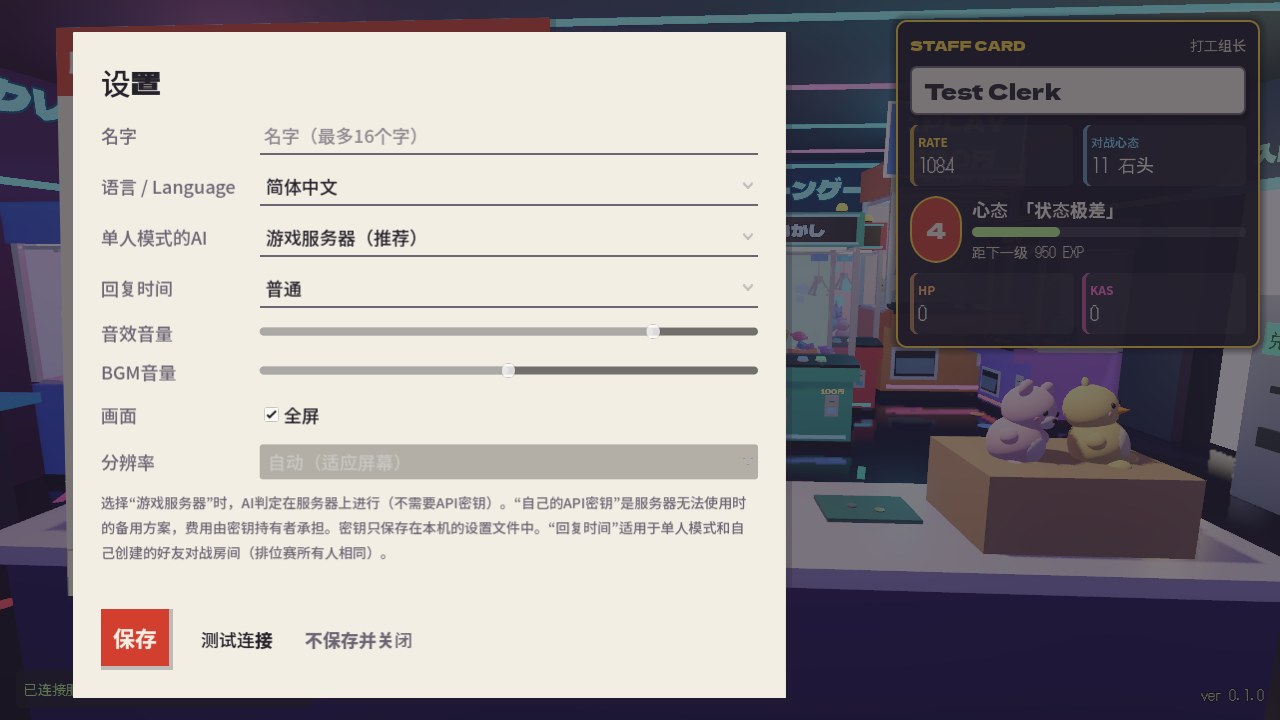 设置
名字
名字（最多16个字）
语言 / Language
简体中文
单人模式的AI
游戏服务器（推荐）
回复时间
普通
音效音量
BGM音量
画面
全屏
分辨率
自动（适应屏幕）
选择“游戏服务器”时，AI判定在服务器上进行（不需要API密钥）。“自己的API密钥”是服务器无法使用时
的备用方案，费用由密钥持有者承担。密钥只保存在本机的设置文件中。“回复时间”适用于单人模式和自
己创建的好友对战房间（排位赛所有人相同）。
保存
测试连接
不保存并关闭
STAFF CARD
打工组长
Test Clerk
RATE
1084
对战心态
11 石头
4
心态 「状态极差」
距下一级 950 EXP
HP
0
KAS
0
100円
已连接
ver 0.1.0